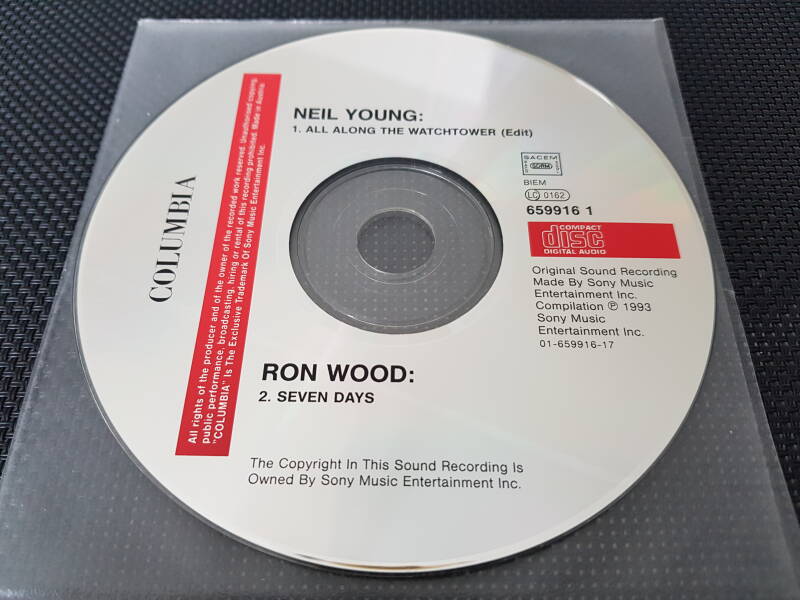 COLUMBIA
All rights of the producer and of the owner of the recorded work reserved. Unauthorised copying,
public performance, broadcasting, hiring or rental of this recording prohibited. Made in Austria.
"COLUMBIA" Is The Exclusive Trademark Of Sony Music Entertainment Inc.
NEIL YOUNG:
1. ALL ALONG THE WATCHTOWER (Edit)
SACEM
SDRM
BIEM
LC 0162
659916 1
COMPACT
disc
DIGITAL AUDIO
Original Sound Recording
Made By Sony Music
Entertainment Inc.
Compilation ℗ 1993
Sony Music
Entertainment Inc.
01-659916-17
RON WOOD:
2. SEVEN DAYS
The Copyright In This Sound Recording Is
Owned By Sony Music Entertainment Inc.